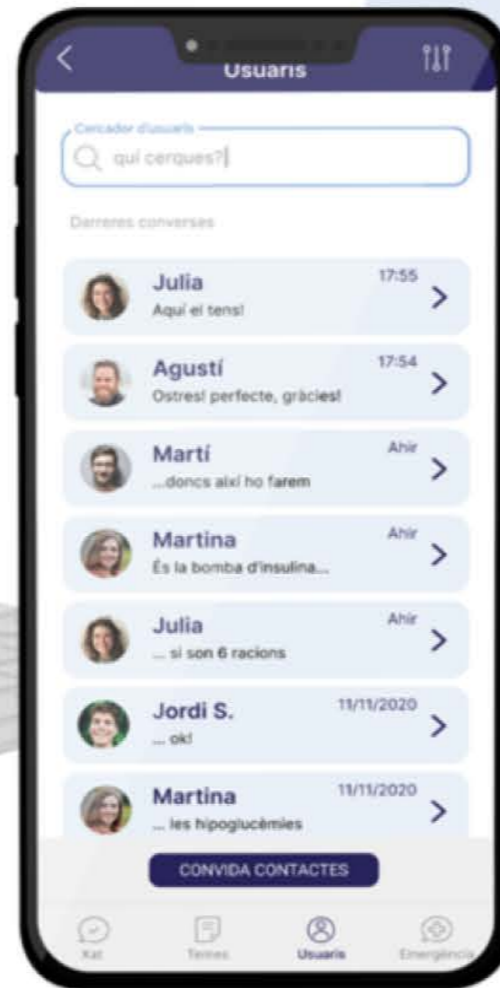 Usuaris
Cercador d'usuaris
qui cerques?
Darreres converses
Julia
17:55
Aquí el tens!
Agustí
17:54
Ostres! perfecte, gràcies!
Martí
Ahir
...doncs així ho farem
Martina
Ahir
És la bomba d'insulina...
Julia
Ahir
... si son 6 racions
Jordi S.
11/11/2020
... ok!
Martina
11/11/2020
... les hipoglucèmies
CONVIDA CONTACTES
Xat
Temes
Usuaris
Emergència